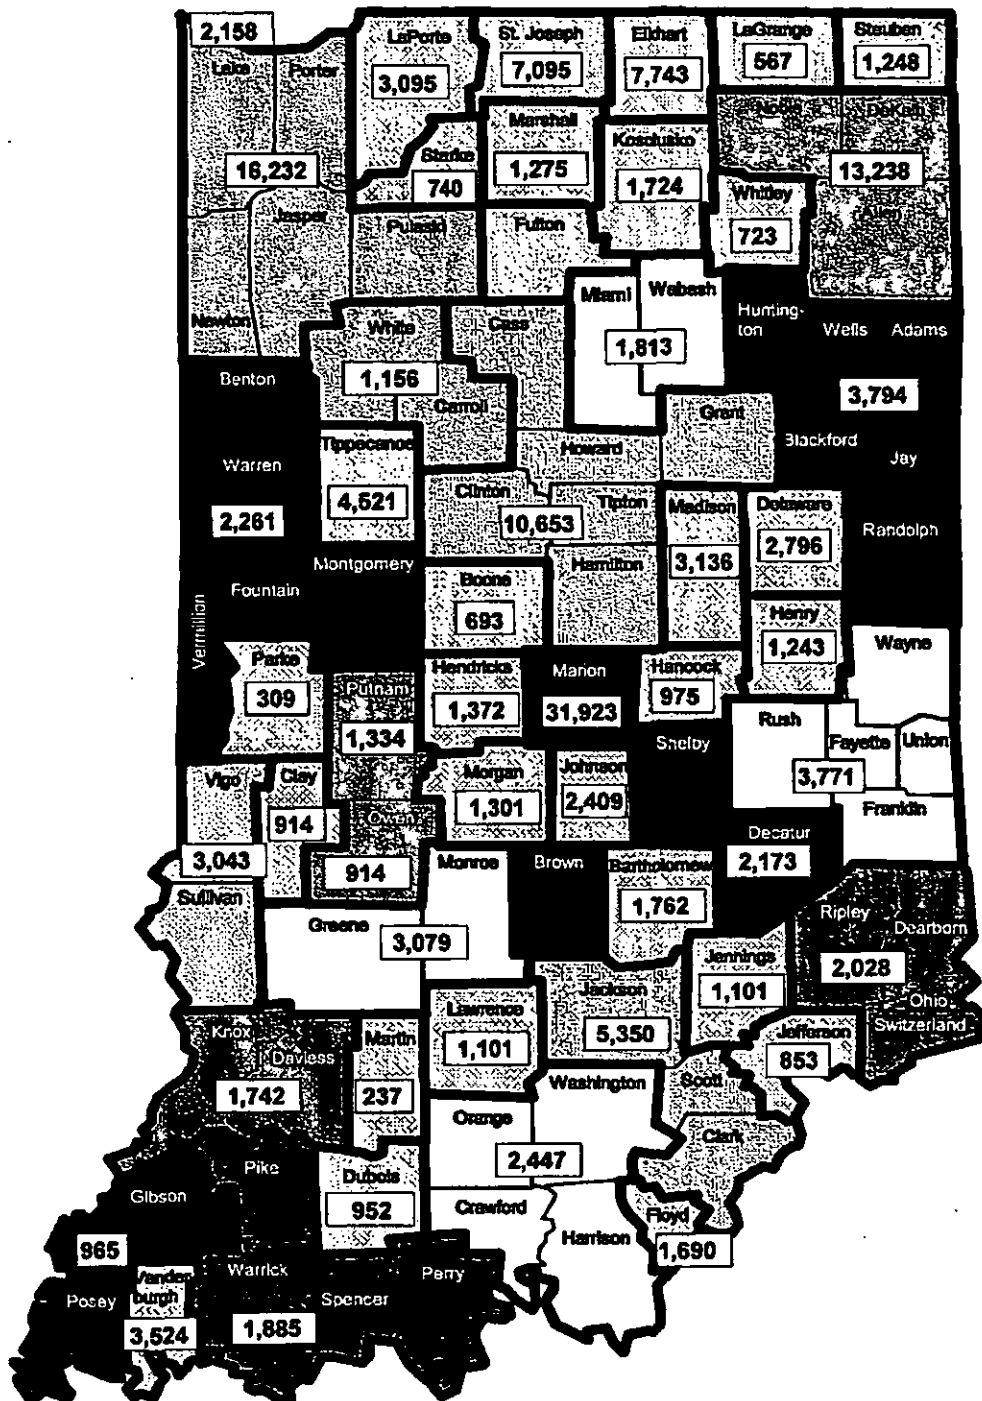 2,158
LaPorte
St. Joseph
Elkhart
LaGrange
Steuben
Lake
Porter
3,095
7,095
7,743
567
1,248
Noble
DeKalb
Marshall
Kosciusko
Starke
16,232
740
1,275
1,724
Whitley
13,238
Jasper
Pulaski
Fulton
723
Allen
Miami
Wabash
Newton
White
Cass
Hunting-
ton
Wells
Adams
1,813
Benton
1,156
3,794
Carroll
Grant
Tippecanoe
Howard
Blackford
Jay
Warren
4,521
Clinton
Tipton
Madison
Delaware
2,261
10,653
2,796
Randolph
Montgomery
Hamilton
3,136
Fountain
Boone
693
Henry
1,243
Vermillion
Wayne
Parke
Hendricks
Marion
Hancock
309
Putnam
1,372
31,923
975
Rush
1,334
Shelby
Fayette
Union
Vigo
Clay
Morgan
Johnson
3,771
914
1,301
2,409
Franklin
Owen
Decatur
3,043
914
Monroe
Brown
Bartholomew
2,173
Sullivan
1,762
Ripley
Dearborn
Greene
3,079
Jennings
2,028
Lawrence
Jackson
1,101
Ohio
Knox
Daviess
Martin
1,101
5,350
Jefferson
Switzerland
853
1,742
237
Washington
Scott
Orange
Clark
Pike
Dubois
2,447
Gibson
952
Crawford
Floyd
Harrison
965
1,690
Vander-
burgh
Warrick
Perry
Posey
Spencer
3,524
1,885